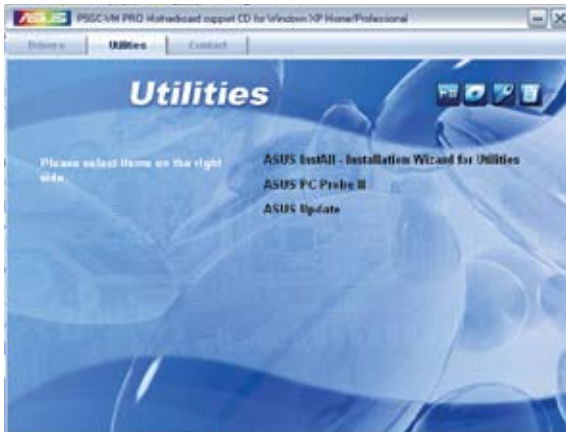 ASUS P5GC-VM PRO Motherboard support CD for Windows XP Home/Professional
Drivers Utilities Contact
Utilities
Please select items on the right
side.
ASUS InstAll - Installation Wizard for Utilities
ASUS PC Probe II
ASUS Update